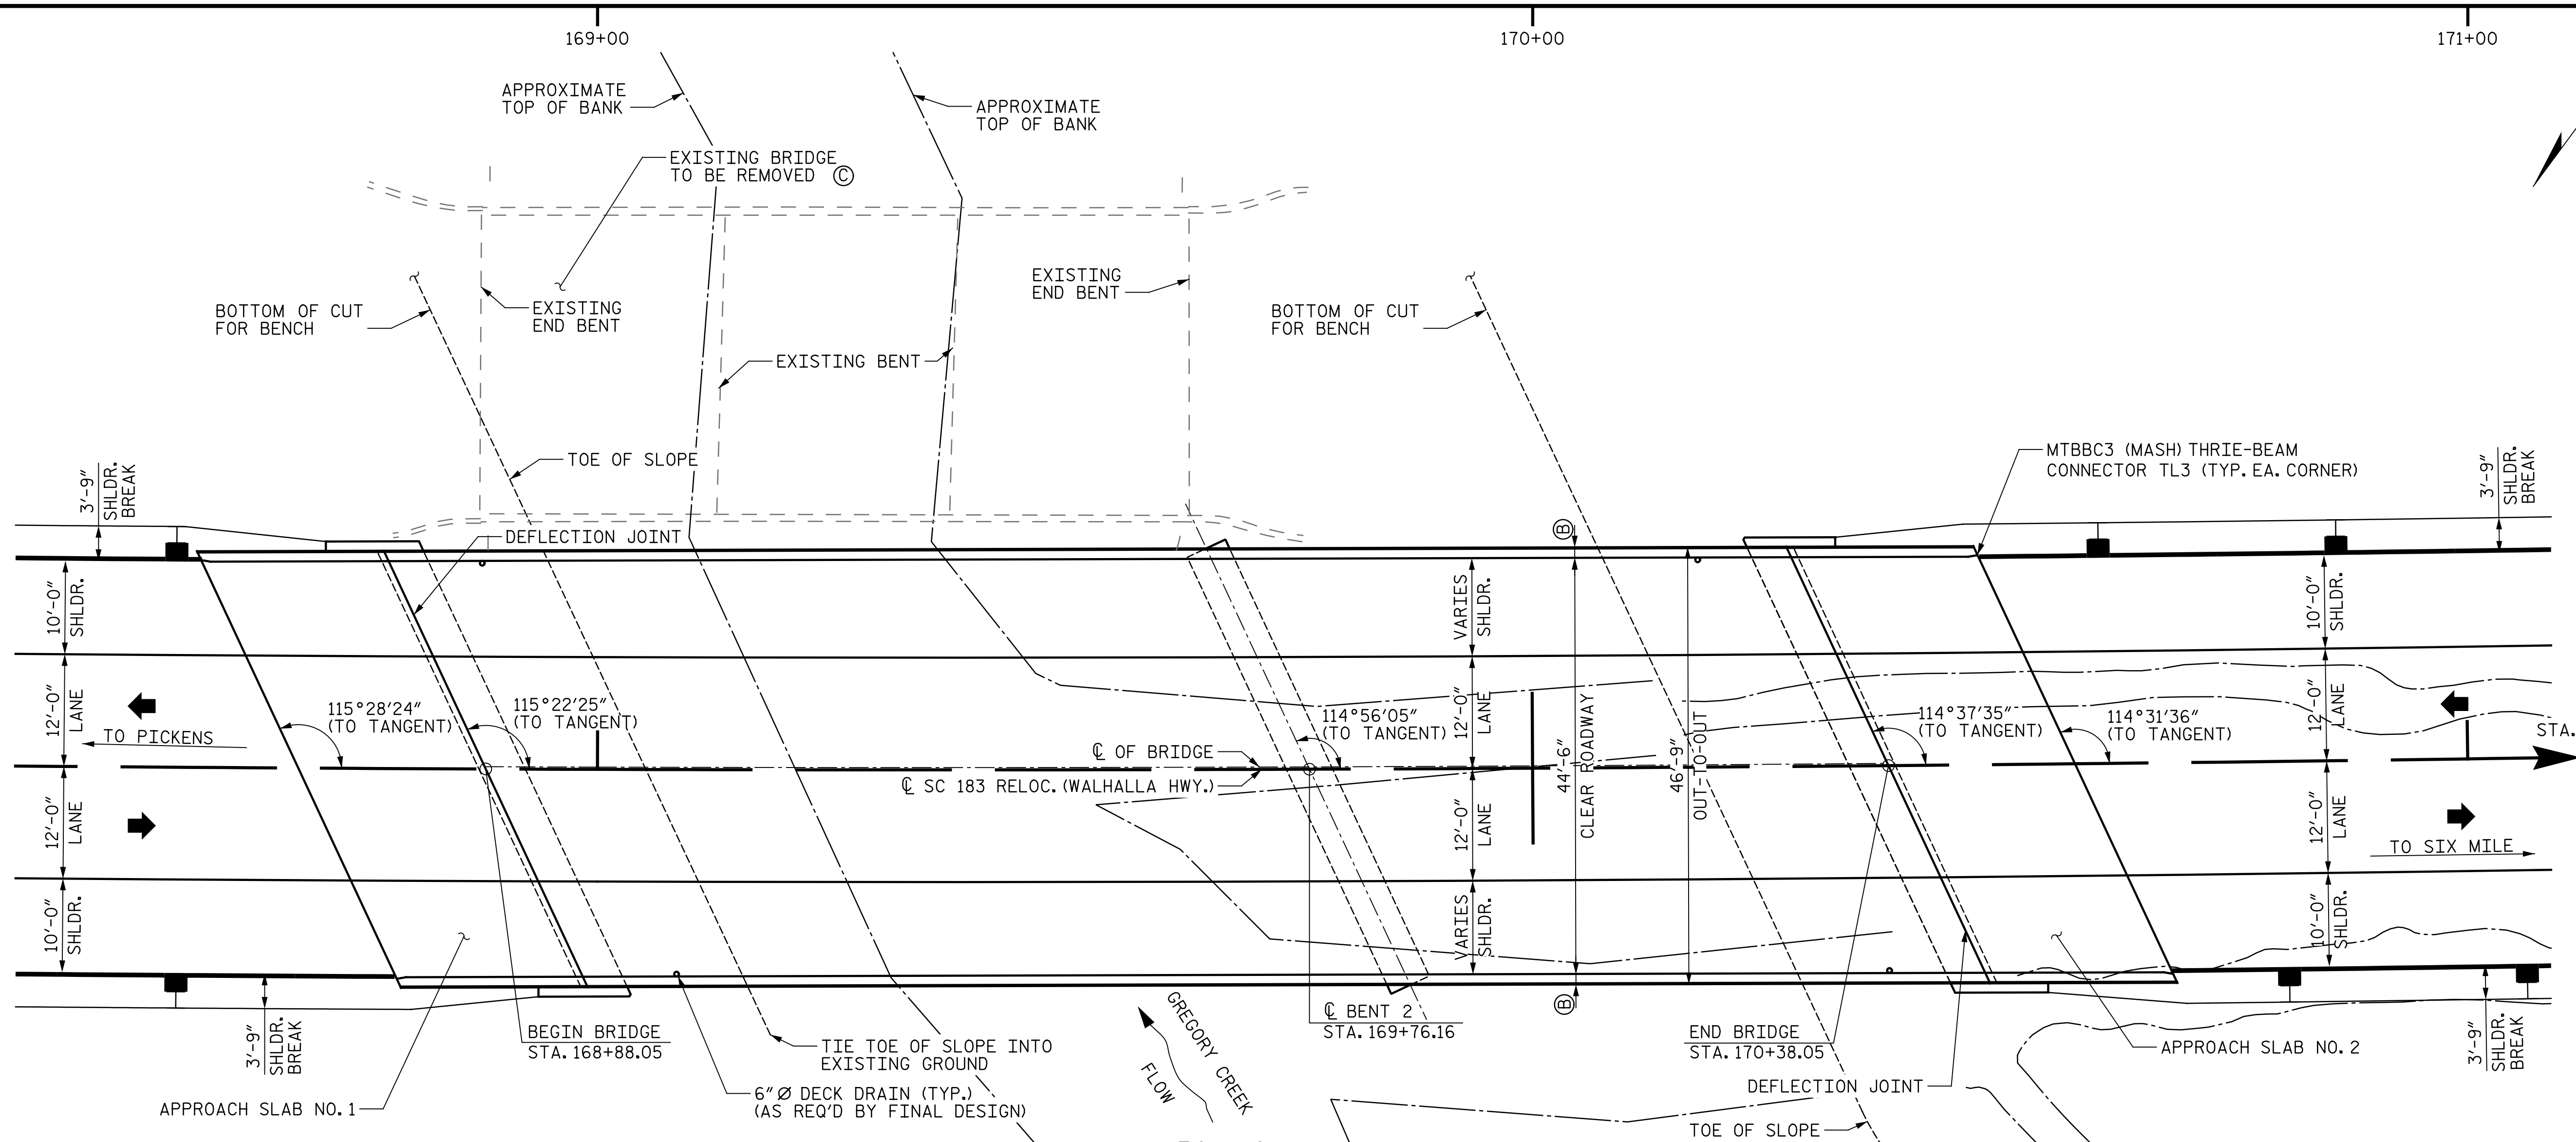 169+00
170+00
171+00
APPROXIMATE
TOP OF BANK
APPROXIMATE
TOP OF BANK
EXISTING BRIDGE
TO BE REMOVED Ⓒ
BOTTOM OF CUT
FOR BENCH
EXISTING
END BENT
EXISTING BENT
EXISTING
END BENT
BOTTOM OF CUT
FOR BENCH
TOE OF SLOPE
MTBBC3 (MASH) THRIE-BEAM
CONNECTOR TL3 (TYP. EA. CORNER)
3'-9"
SHLDR.
BREAK
3'-9"
SHLDR.
BREAK
DEFLECTION JOINT
Ⓑ
10'-0"
SHLDR.
VARIES
SHLDR.
10'-0"
SHLDR.
12'-0"
LANE
TO PICKENS
115°28'24"
(TO TANGENT)
115°22'25"
(TO TANGENT)
114°56'05"
(TO TANGENT)
12'-0"
LANE
114°37'35"
(TO TANGENT)
114°31'36"
(TO TANGENT)
12'-0"
LANE
STA.
℄ OF BRIDGE
℄ SC 183 RELOC. (WALHALLA HWY.)
44'-6"
CLEAR ROADWAY
46'-9"
OUT-TO-OUT
12'-0"
LANE
12'-0"
LANE
12'-0"
LANE
TO SIX MILE
10'-0"
SHLDR.
VARIES
SHLDR.
10'-0"
SHLDR.
Ⓑ
3'-9"
SHLDR.
BREAK
BEGIN BRIDGE
STA. 168+88.05
TIE TOE OF SLOPE INTO
EXISTING GROUND
6" Ø DECK DRAIN (TYP.)
(AS REQ'D BY FINAL DESIGN)
APPROACH SLAB NO. 1
GREGORY CREEK
FLOW
℄ BENT 2
STA. 169+76.16
END BRIDGE
STA. 170+38.05
DEFLECTION JOINT
TOE OF SLOPE
APPROACH SLAB NO. 2
3'-9"
SHLDR.
BREAK